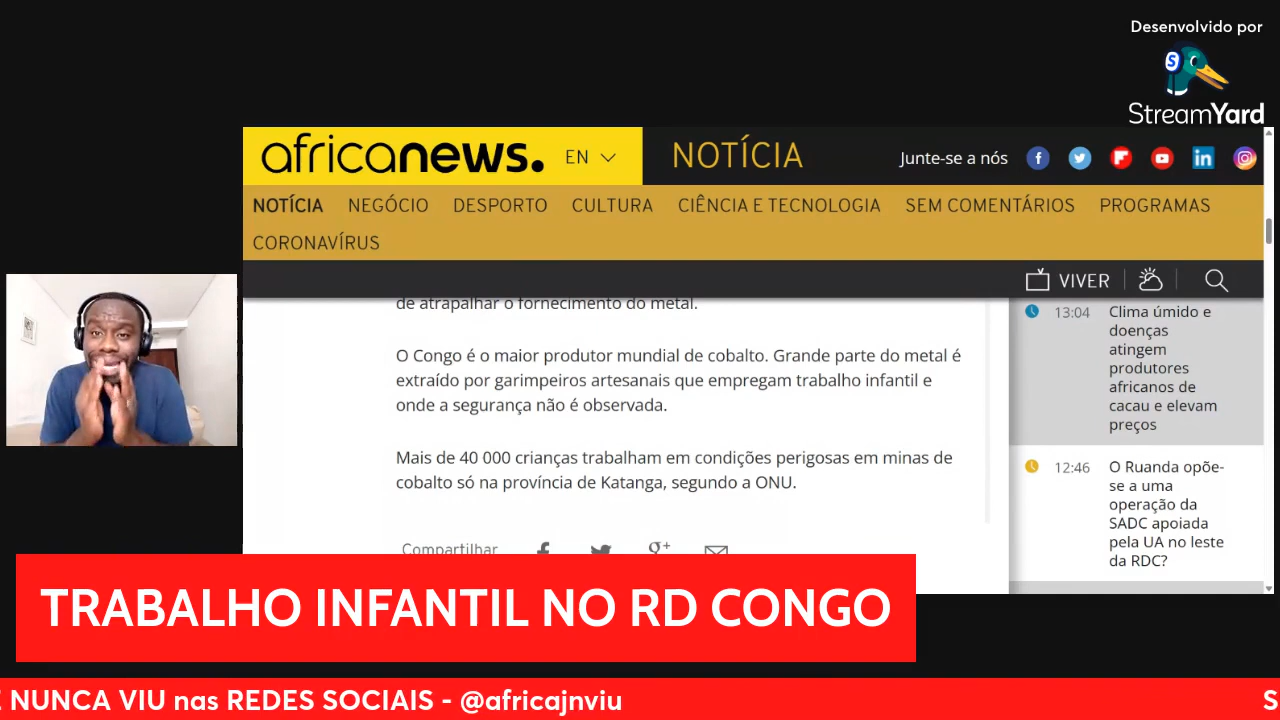 Desenvolvido por
StreamYard
africanews.
EN
NOTÍCIA
Junte-se a nós
NOTÍCIA NEGÓCIO DESPORTO CULTURA CIÊNCIA E TECNOLOGIA SEM COMENTÁRIOS PROGRAMAS
CORONAVÍRUS
VIVER
de atrapalhar o fornecimento do metal.
O Congo é o maior produtor mundial de cobalto. Grande parte do metal é
extraído por garimpeiros artesanais que empregam trabalho infantil e
onde a segurança não é observada.
Mais de 40 000 crianças trabalham em condições perigosas em minas de
cobalto só na província de Katanga, segundo a ONU.
Compartilhar
13:04
Clima úmido e
doenças
atingem
produtores
africanos de
cacau e elevam
preços
12:46
O Ruanda opõe-
se a uma
operação da
SADC apoiada
pela UA no leste
da RDC?
TRABALHO INFANTIL NO RD CONGO
E NUNCA VIU nas REDES SOCIAIS - @africajnviu S